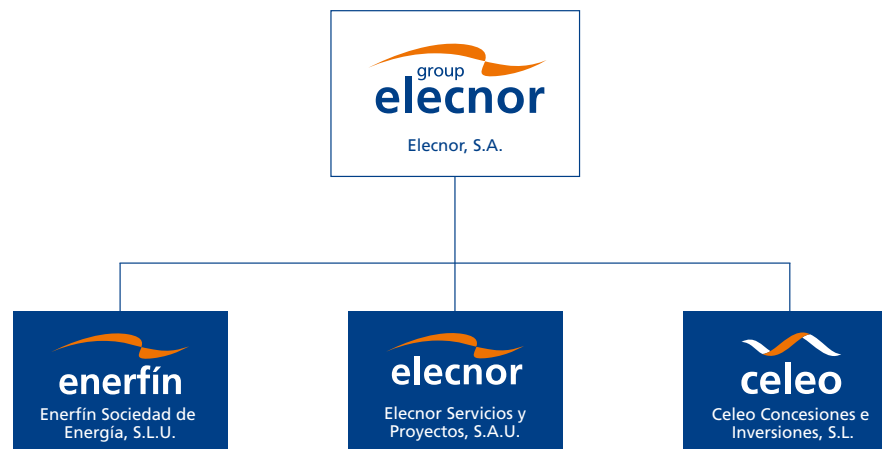 group
elecnor
Elecnor, S.A.
enerfín
Enerfín Sociedad de
Energía, S.L.U.
elecnor
Elecnor Servicios y
Proyectos, S.A.U.
celeo
Celeo Concesiones e
Inversiones, S.L.